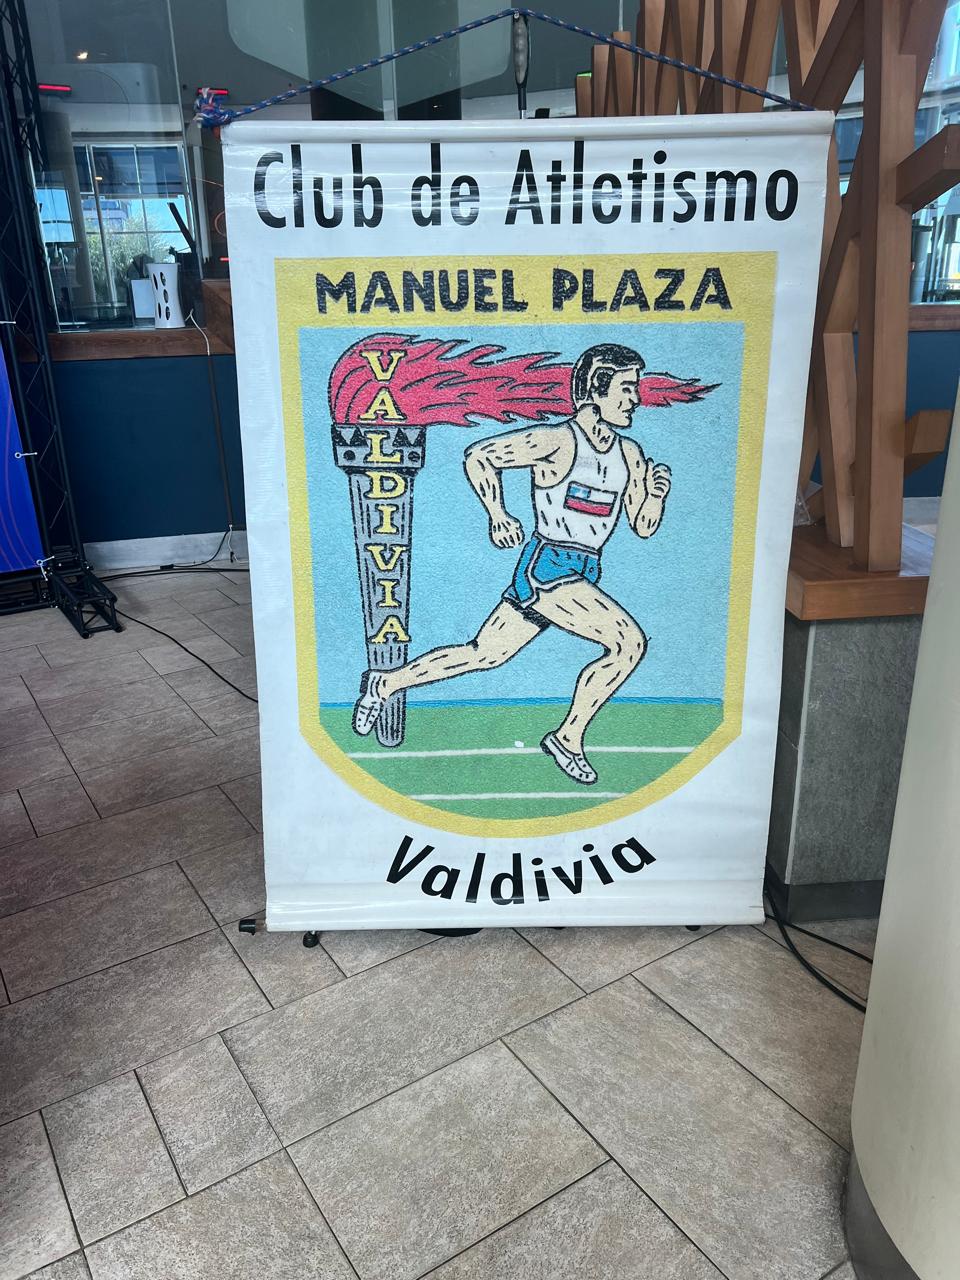 Club de Atletismo
MANUEL PLAZA
VALDIVIA
Valdivia